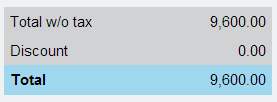 Total w/o tax 9,600.00
Discount 0.00
Total 9,600.00